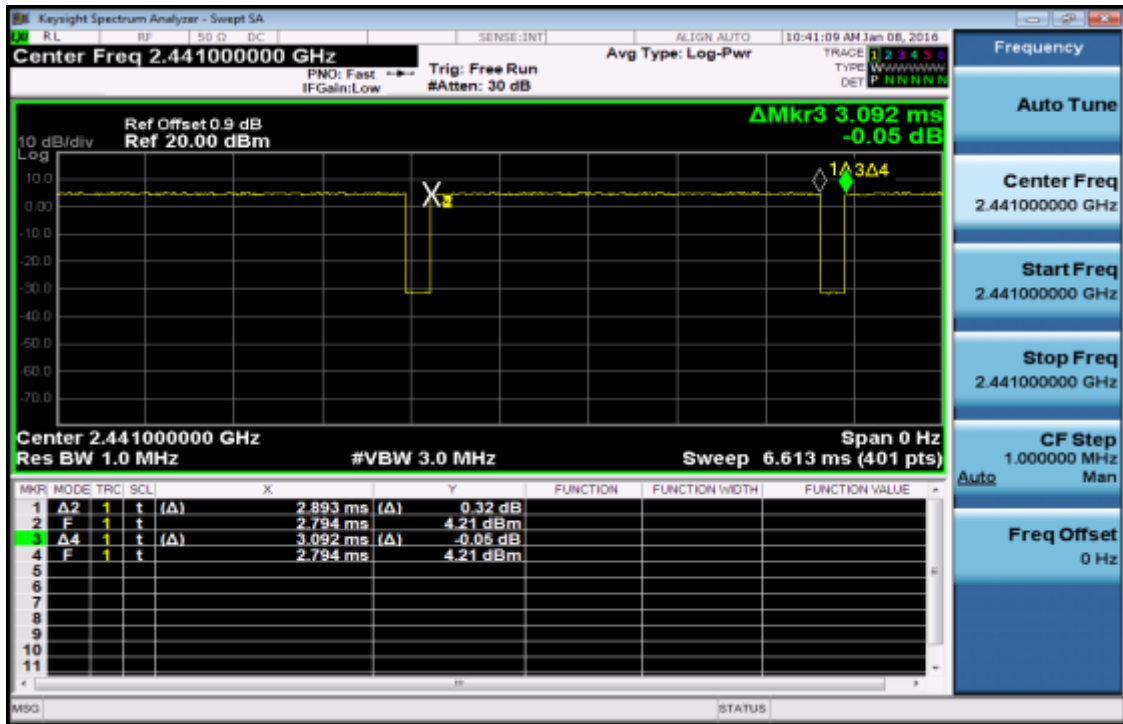 Keysight Spectrum Analyzer - Swept SA
RL RF 50 Ω DC SENSE:INT ALIGN AUTO 10:41:09 AM Jan 08, 2016
Center Freq 2.441000000 GHz
PNO: Fast
IFGain:Low
Trig: Free Run
#Atten: 30 dB
Avg Type: Log-Pwr
TRACE 1 2 3 4 5 6
TYPE WWWWWW
DET P N N N N N
Frequency
Auto Tune
Center Freq
2.441000000 GHz
Start Freq
2.441000000 GHz
Stop Freq
2.441000000 GHz
CF Step
1.000000 MHz
Auto Man
Freq Offset
0 Hz
ΔMkr3 3.092 ms
-0.05 dB
Ref Offset 0.9 dB
10 dB/div Ref 20.00 dBm
Log
10.0
0.00
-10.0
-20.0
-30.0
-40.0
-50.0
-60.0
-70.0
X2
1Δ 3Δ4
Center 2.441000000 GHz Span 0 Hz
Res BW 1.0 MHz #VBW 3.0 MHz Sweep 6.613 ms (401 pts)
MKR MODE TRC SCL X Y FUNCTION FUNCTION WIDTH FUNCTION VALUE
1 Δ2 1 t (Δ) 2.893 ms (Δ) 0.32 dB
2 F 1 t 2.794 ms 4.21 dBm
3 Δ4 1 t (Δ) 3.092 ms (Δ) -0.05 dB
4 F 1 t 2.794 ms 4.21 dBm
5
6
7
8
9
10
11
MSG STATUS